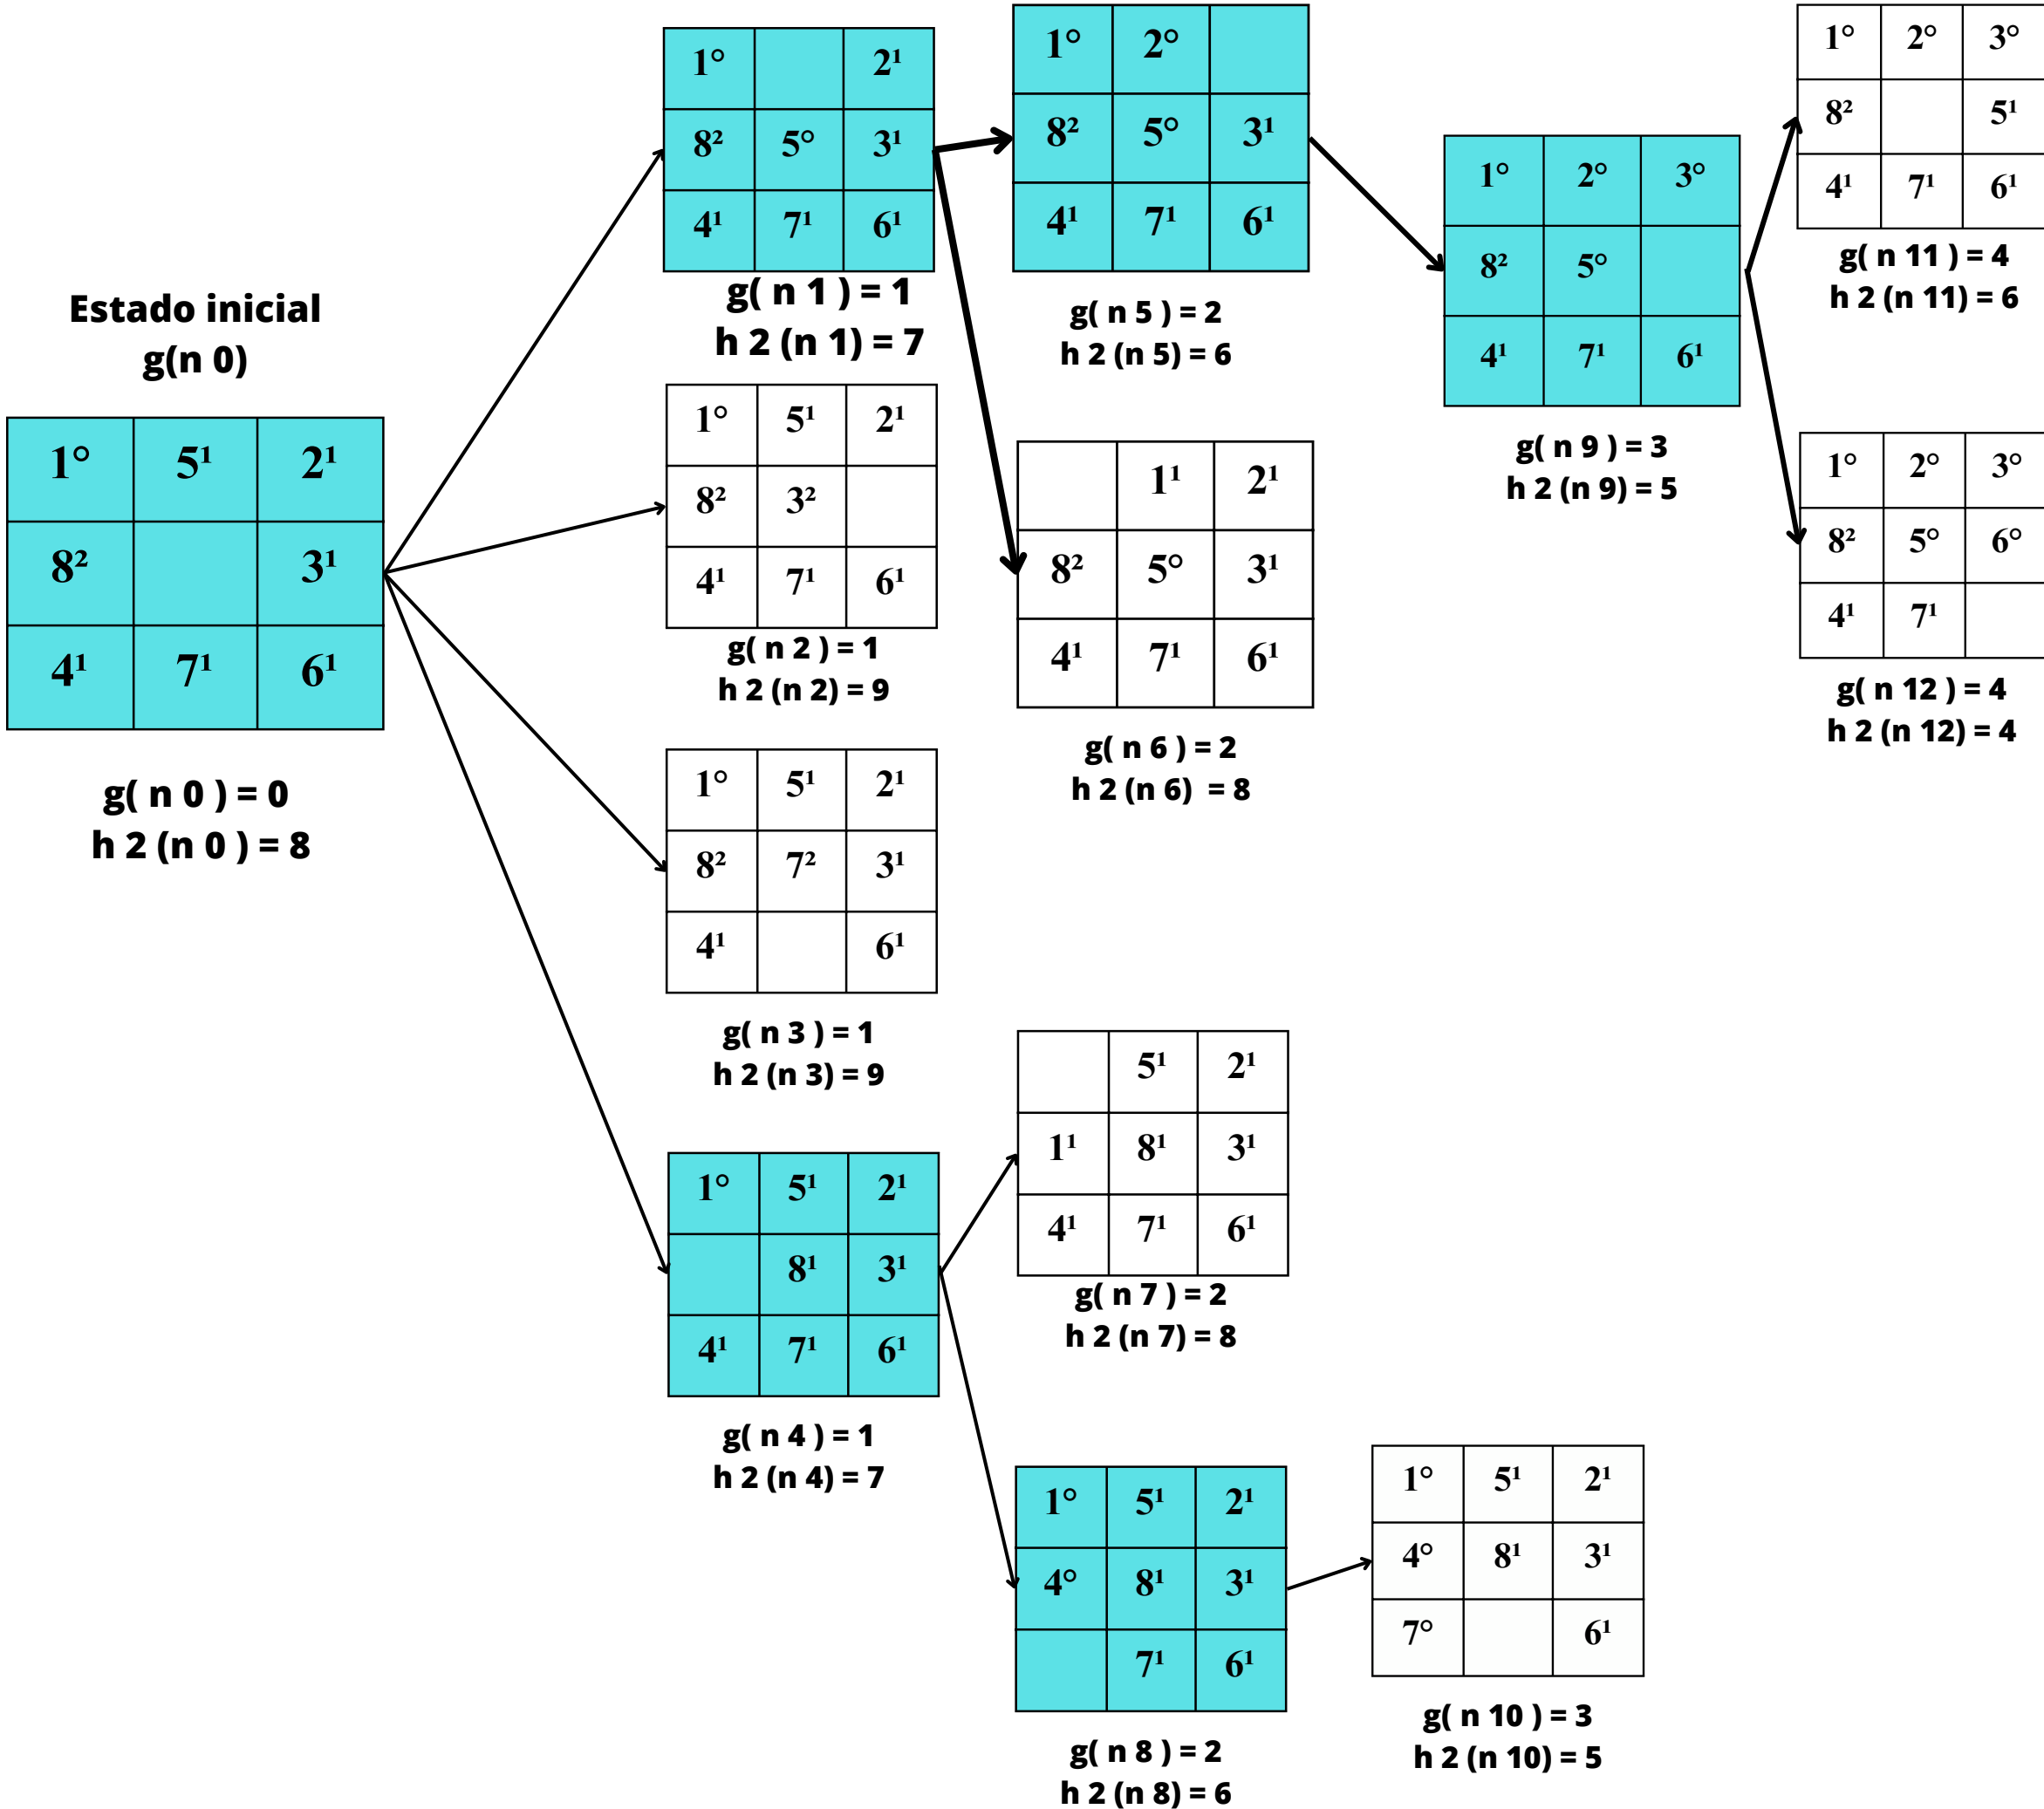 Estado inicial
g(n 0)
1° 5¹ 2¹
8² 3¹
4¹ 7¹ 6¹
g( n 0 ) = 0
h 2 (n 0 ) = 8
1° 2¹
8² 5° 3¹
4¹ 7¹ 6¹
g( n 1 ) = 1
h 2 (n 1) = 7
1° 5¹ 2¹
8² 3²
4¹ 7¹ 6¹
g( n 2 ) = 1
h 2 (n 2) = 9
1° 5¹ 2¹
8² 7² 3¹
4¹ 6¹
g( n 3 ) = 1
h 2 (n 3) = 9
1° 5¹ 2¹
8¹ 3¹
4¹ 7¹ 6¹
g( n 4 ) = 1
h 2 (n 4) = 7
1° 2°
8² 5° 3¹
4¹ 7¹ 6¹
g( n 5 ) = 2
h 2 (n 5) = 6
1¹ 2¹
8² 5° 3¹
4¹ 7¹ 6¹
g( n 6 ) = 2
h 2 (n 6) = 8
5¹ 2¹
1¹ 8¹ 3¹
4¹ 7¹ 6¹
g( n 7 ) = 2
h 2 (n 7) = 8
1° 5¹ 2¹
4° 8¹ 3¹
7¹ 6¹
g( n 8 ) = 2
h 2 (n 8) = 6
1° 2° 3°
8² 5°
4¹ 7¹ 6¹
g( n 9 ) = 3
h 2 (n 9) = 5
1° 5¹ 2¹
4° 8¹ 3¹
7° 6¹
g( n 10 ) = 3
h 2 (n 10) = 5
1° 2° 3°
8² 5¹
4¹ 7¹ 6¹
g( n 11 ) = 4
h 2 (n 11) = 6
1° 2° 3°
8² 5° 6°
4¹ 7¹
g( n 12 ) = 4
h 2 (n 12) = 4